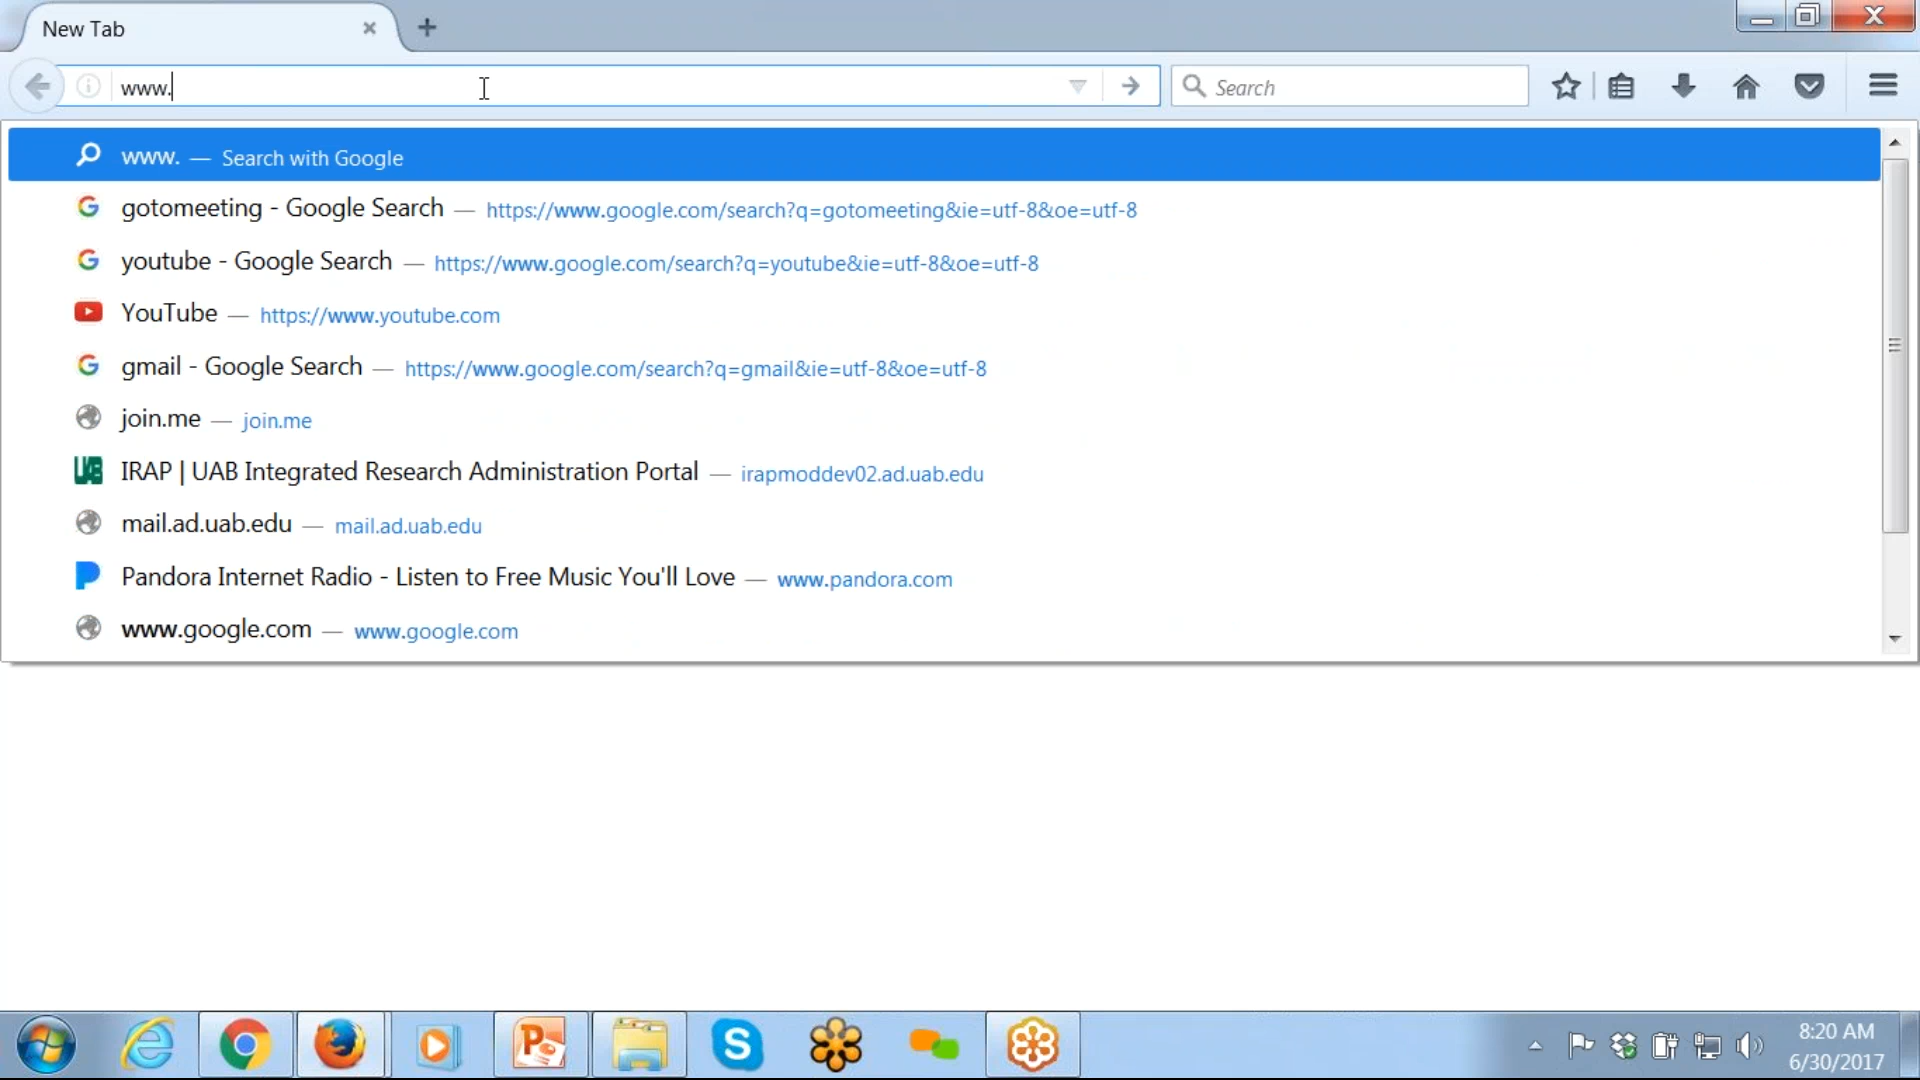 New Tab
www.
Search
www. — Search with Google
gotomeeting - Google Search — https://www.google.com/search?q=gotomeeting&ie=utf-8&oe=utf-8
youtube - Google Search — https://www.google.com/search?q=youtube&ie=utf-8&oe=utf-8
YouTube — https://www.youtube.com
gmail - Google Search — https://www.google.com/search?q=gmail&ie=utf-8&oe=utf-8
join.me — join.me
UAB IRAP | UAB Integrated Research Administration Portal — irapmoddev02.ad.uab.edu
mail.ad.uab.edu — mail.ad.uab.edu
Pandora Internet Radio - Listen to Free Music You'll Love — www.pandora.com
www.google.com — www.google.com
8:20 AM
6/30/2017